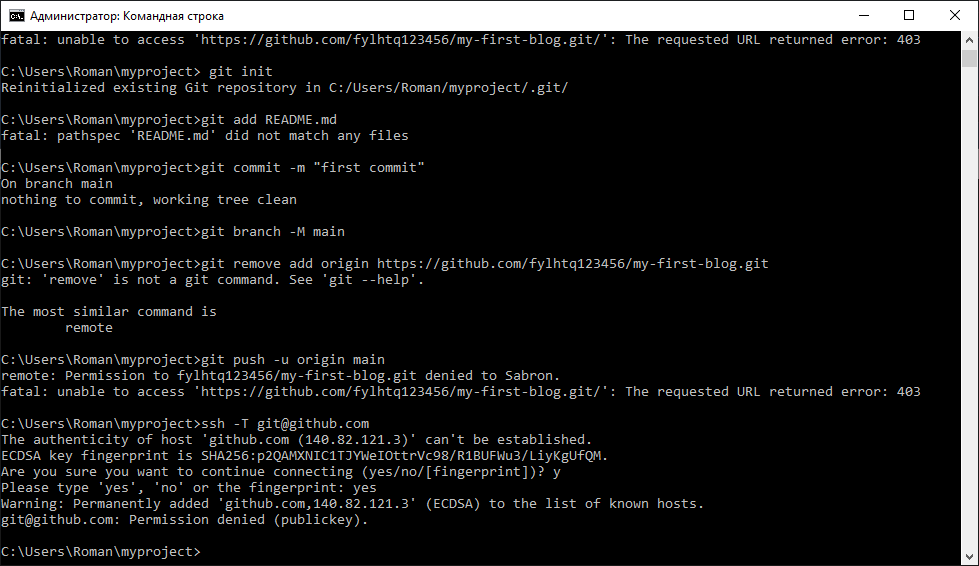 Администратор: Командная строка
fatal: unable to access 'https://github.com/fylhtq123456/my-first-blog.git/': The requested URL returned error: 403
C:\Users\Roman\myproject> git init
Reinitialized existing Git repository in C:/Users/Roman/myproject/.git/
C:\Users\Roman\myproject>git add README.md
fatal: pathspec 'README.md' did not match any files
C:\Users\Roman\myproject>git commit -m "first commit"
On branch main
nothing to commit, working tree clean
C:\Users\Roman\myproject>git branch -M main
C:\Users\Roman\myproject>git remove add origin https://github.com/fylhtq123456/my-first-blog.git
git: 'remove' is not a git command. See 'git --help'.
The most similar command is
remote
C:\Users\Roman\myproject>git push -u origin main
remote: Permission to fylhtq123456/my-first-blog.git denied to Sabron.
fatal: unable to access 'https://github.com/fylhtq123456/my-first-blog.git/': The requested URL returned error: 403
C:\Users\Roman\myproject>ssh -T git@github.com
The authenticity of host 'github.com (140.82.121.3)' can't be established.
ECDSA key fingerprint is SHA256:p2QAMXNIC1TJYWeIOttrVc98/R1BUFWu3/LiyKgUfQM.
Are you sure you want to continue connecting (yes/no/[fingerprint])? y
Please type 'yes', 'no' or the fingerprint: yes
Warning: Permanently added 'github.com,140.82.121.3' (ECDSA) to the list of known hosts.
git@github.com: Permission denied (publickey).
C:\Users\Roman\myproject>